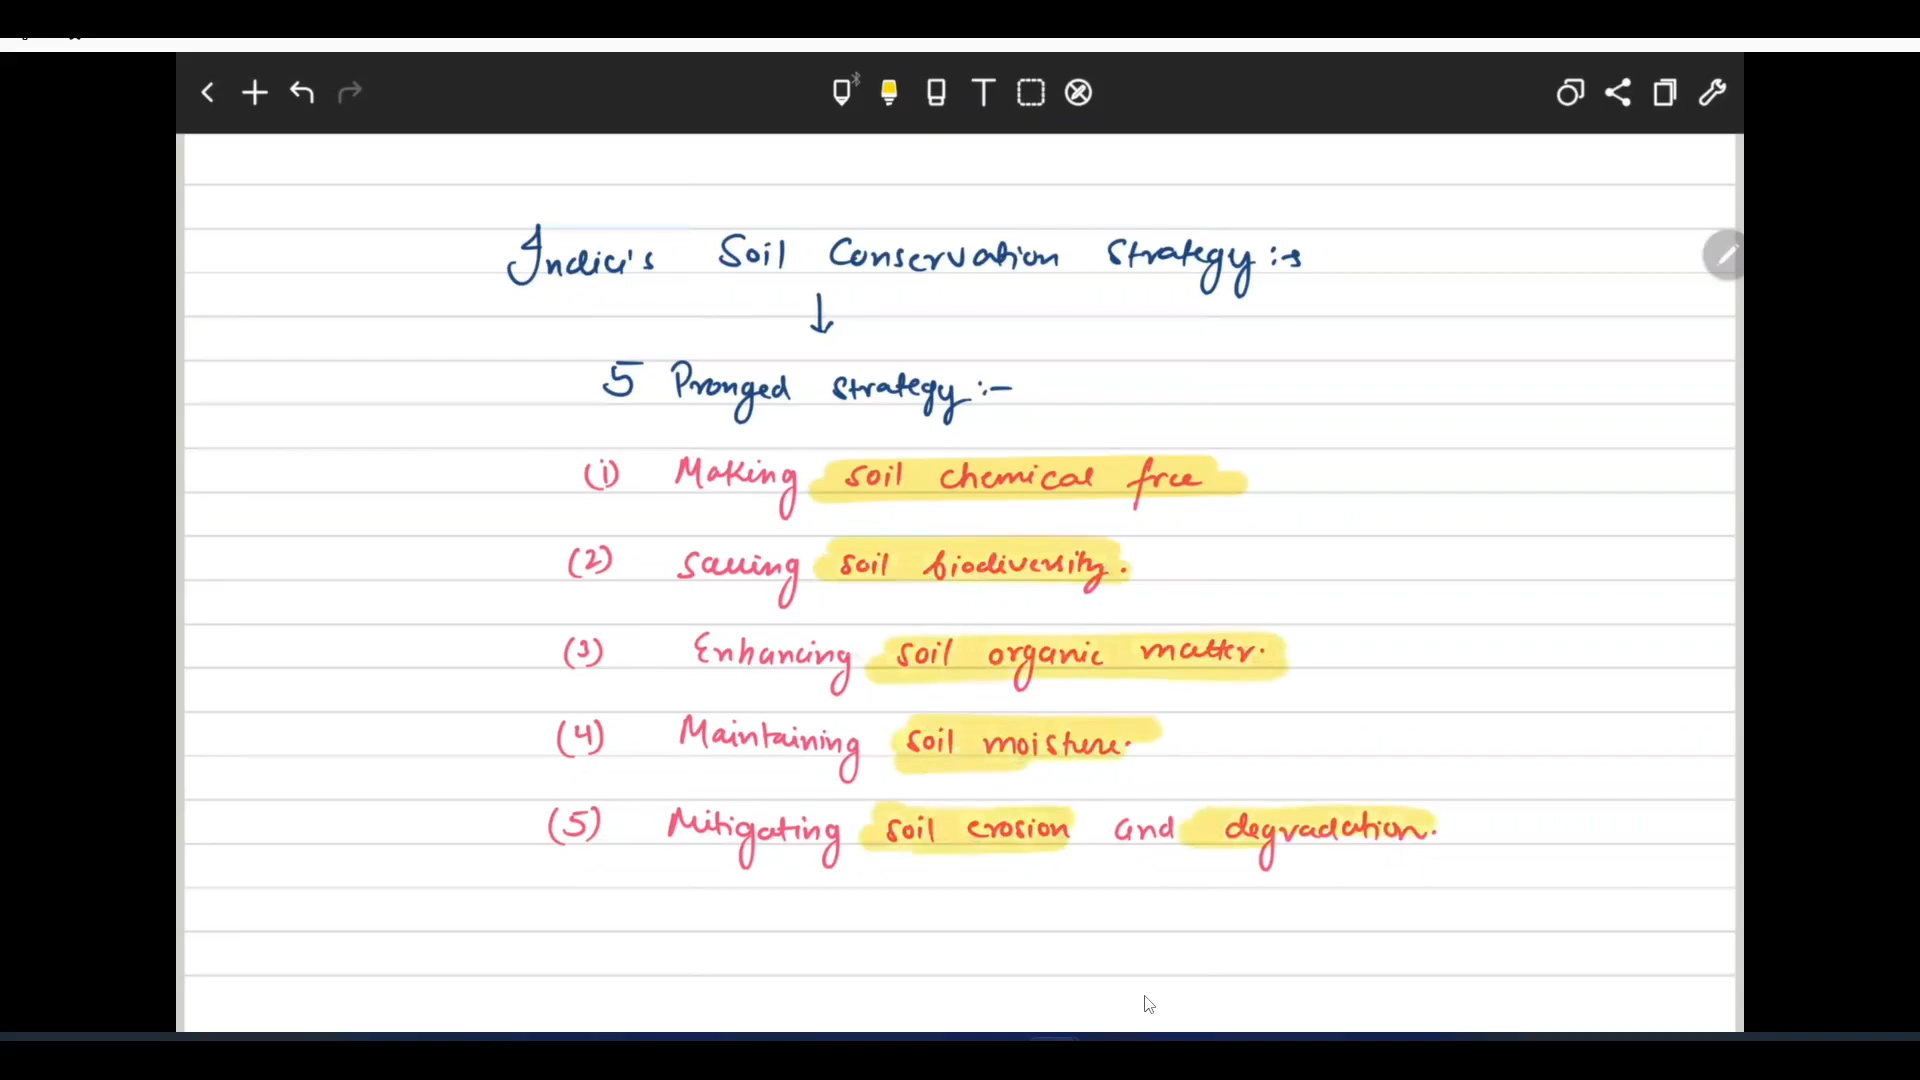 India's Soil Conservation Strategy :-
↓
5 Pronged strategy :-
(1) Making soil chemical free
(2) Saving soil biodiversity.
(3) Enhancing soil organic matter.
(4) Maintaining soil moisture.
(5) Mitigating soil erosion and degradation.